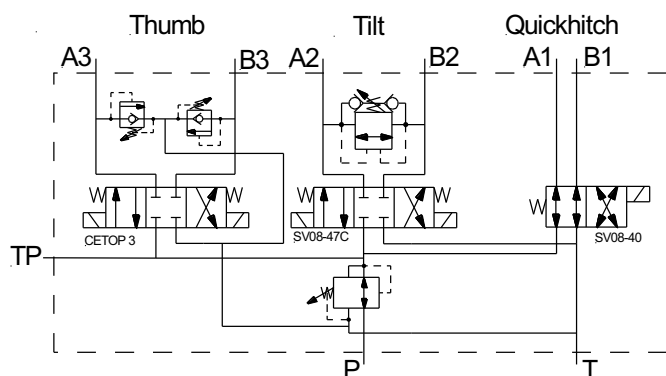 Thumb Tilt Quickhitch
A3 B3 A2 B2 A1 B1
CETOP 3 SV08-47C SV08-40
TP
P T